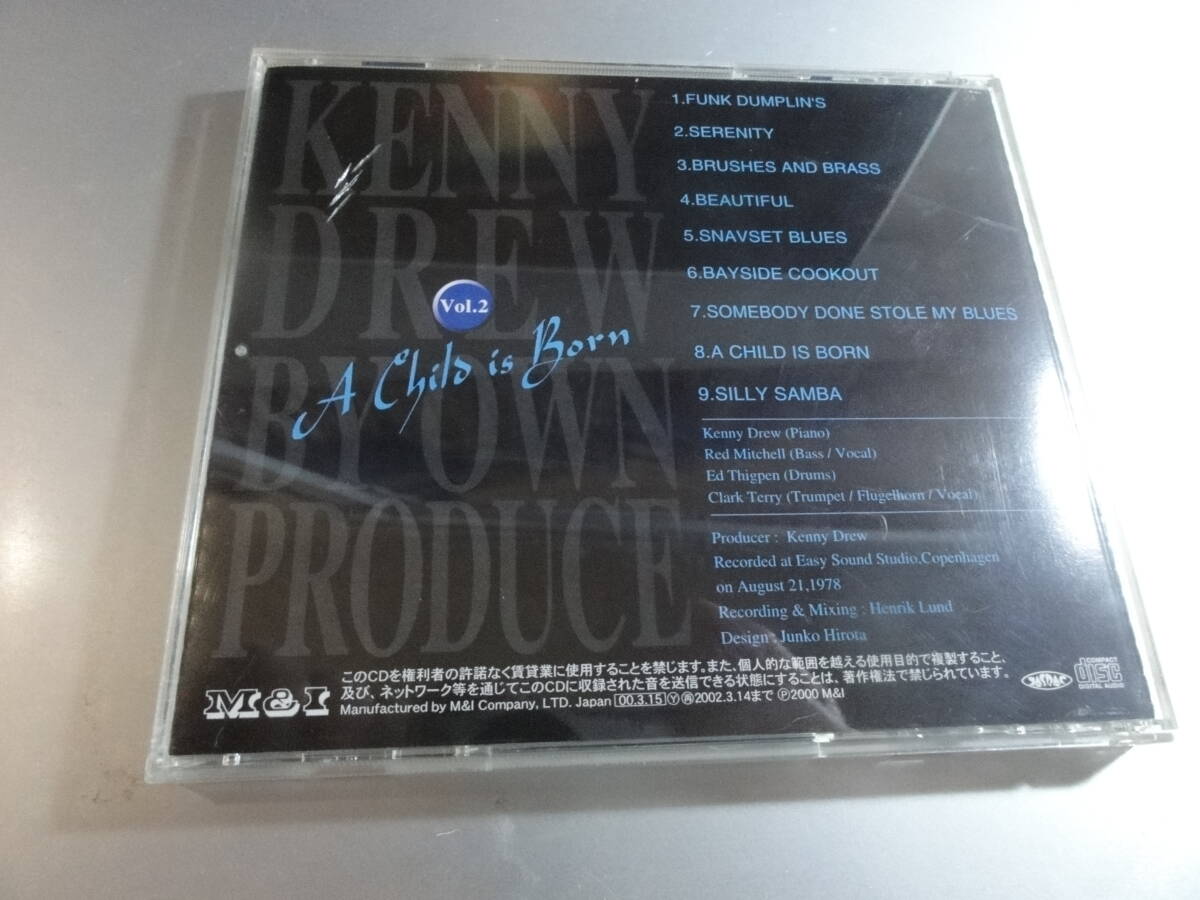 KENNY
DREW
BY OWN
PRODUCE
Vol.2
A Child is Born
1.FUNK DUMPLIN'S
2.SERENITY
3.BRUSHES AND BRASS
4.BEAUTIFUL
5.SNAVSET BLUES
6.BAYSIDE COOKOUT
7.SOMEBODY DONE STOLE MY BLUES
8.A CHILD IS BORN
9.SILLY SAMBA
Kenny Drew (Piano)
Red Mitchell (Bass / Vocal)
Ed Thigpen (Drums)
Clark Terry (Trumpet / Flugelhorn / Vocal)
Producer : Kenny Drew
Recorded at Easy Sound Studio,Copenhagen
on August 21,1978
Recording & Mixing : Henrik Lund
Design : Junko Hirota
M&I
このCDを権利者の許諾なく賃貸業に使用することを禁じます。また、個人的な範囲を越える使用目的で複製すること、
及び、ネットワーク等を通じてこのCDに収録された音を送信できる状態にすることは、著作権法で禁じられています。
Manufactured by M&I Company, LTD. Japan 00.3.15 Ⓨ㊢2002.3.14まで Ⓟ2000 M&I
JASRAC
COMPACT
disc
DIGITAL AUDIO